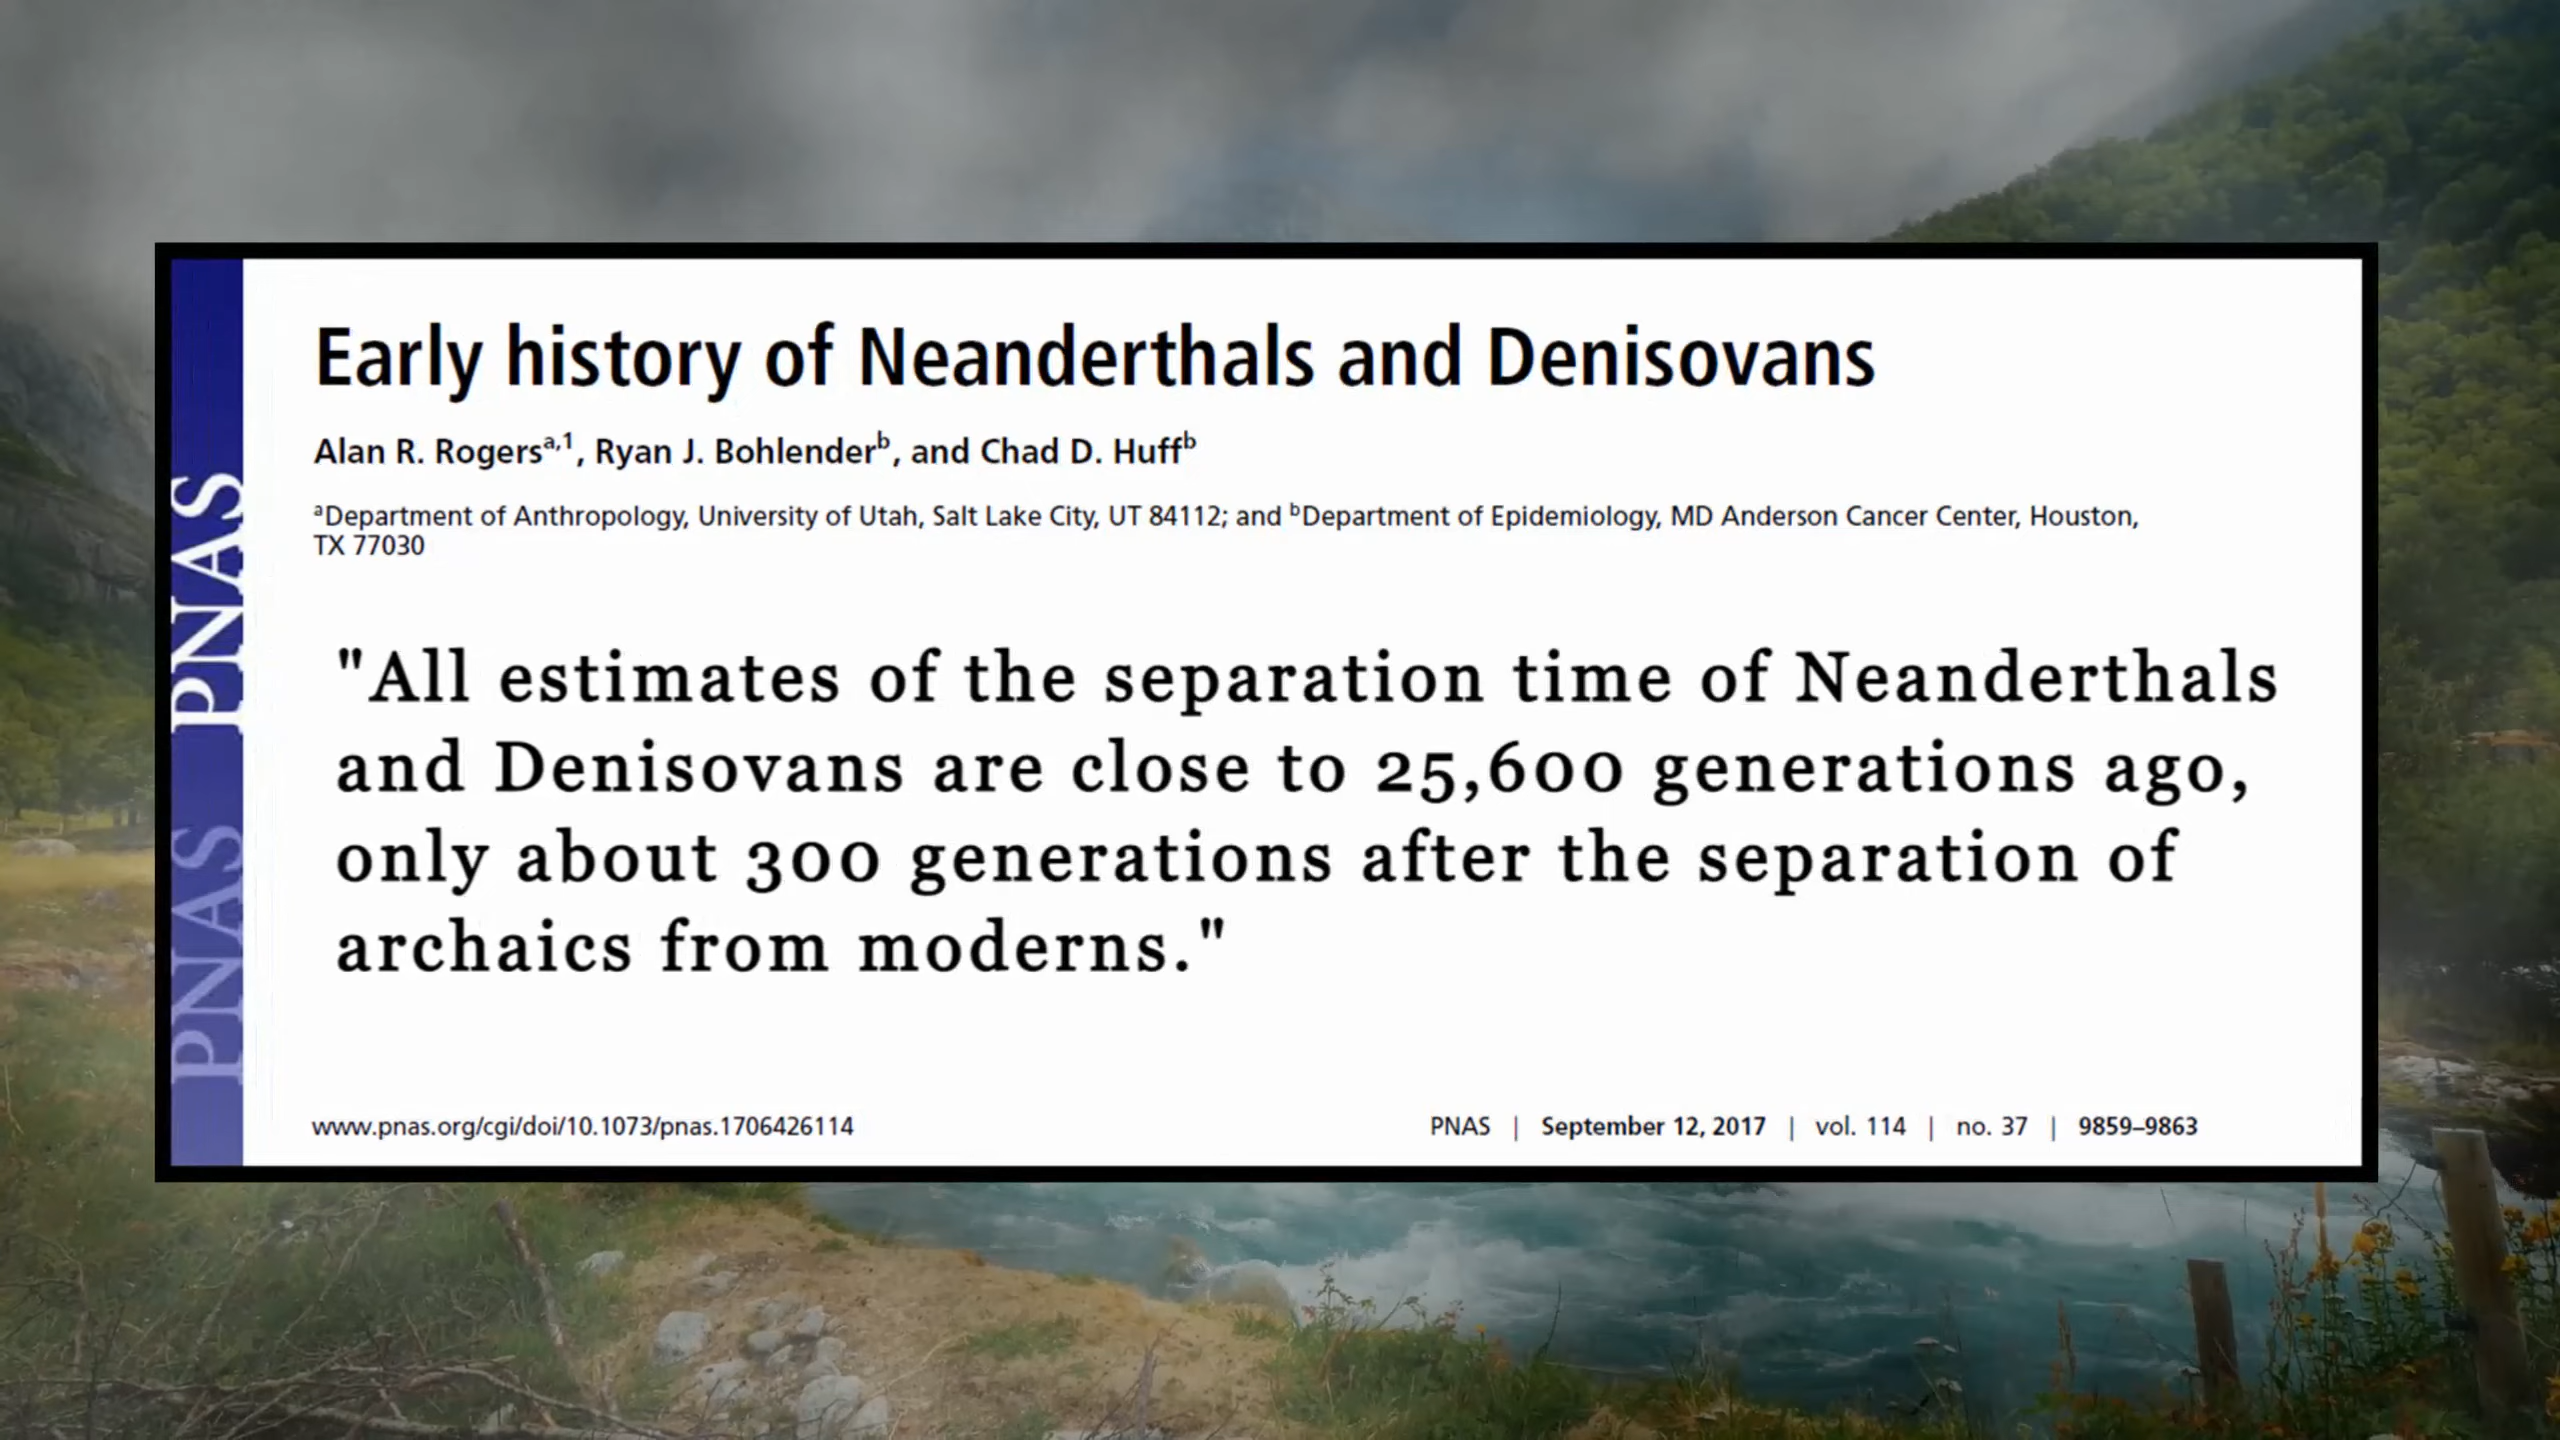 Early history of Neanderthals and Denisovans
Alan R. Rogersᵃ,¹, Ryan J. Bohlenderᵇ, and Chad D. Huffᵇ
ᵃDepartment of Anthropology, University of Utah, Salt Lake City, UT 84112; and ᵇDepartment of Epidemiology, MD Anderson Cancer Center, Houston,
TX 77030
"All estimates of the separation time of Neanderthals
and Denisovans are close to 25,600 generations ago,
only about 300 generations after the separation of
archaics from moderns."
www.pnas.org/cgi/doi/10.1073/pnas.1706426114
PNAS | September 12, 2017 | vol. 114 | no. 37 | 9859–9863
PNAS
PNAS